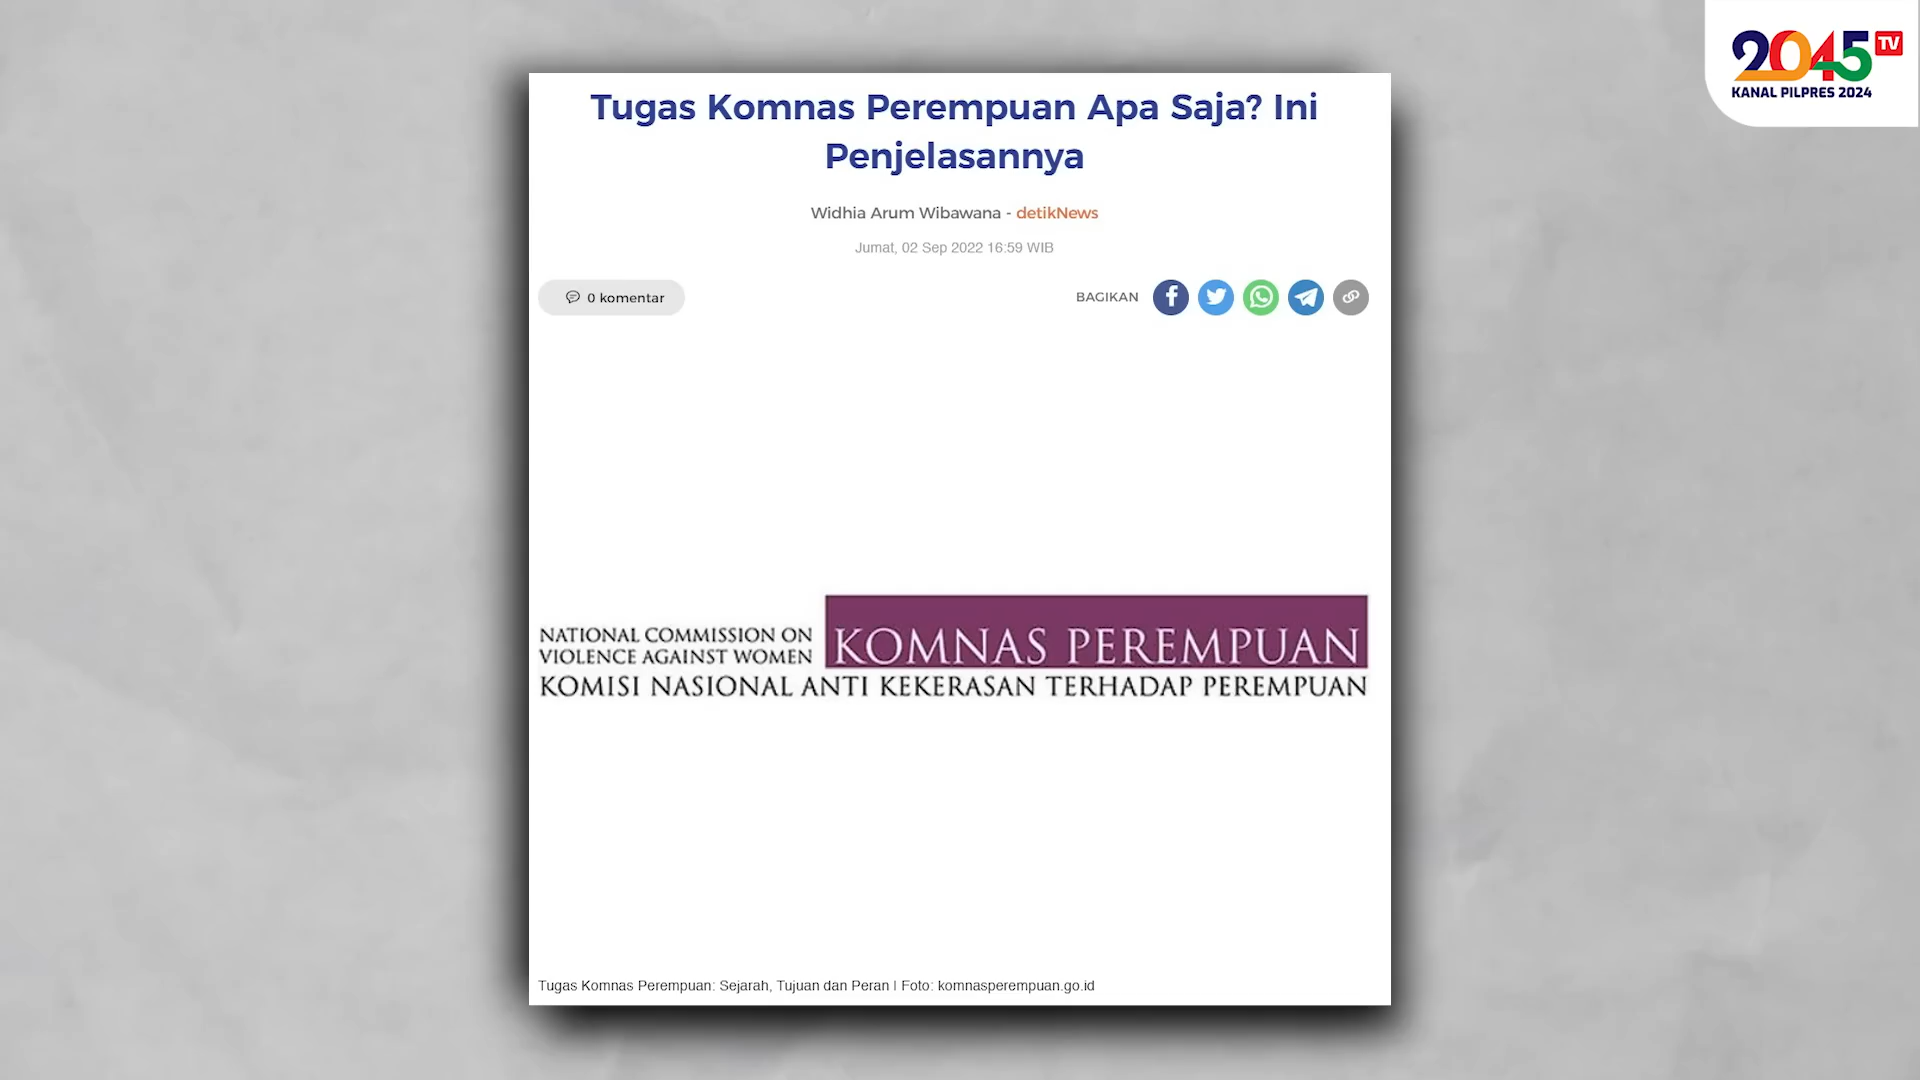 2045 TV
KANAL PILPRES 2024
Tugas Komnas Perempuan Apa Saja? Ini
Penjelasannya
Widhia Arum Wibawana - detikNews
Jumat, 02 Sep 2022 16:59 WIB
0 komentar
BAGIKAN
NATIONAL COMMISSION ON
VIOLENCE AGAINST WOMEN
KOMNAS PEREMPUAN
KOMISI NASIONAL ANTI KEKERASAN TERHADAP PEREMPUAN
Tugas Komnas Perempuan: Sejarah, Tujuan dan Peran | Foto: komnasperempuan.go.id